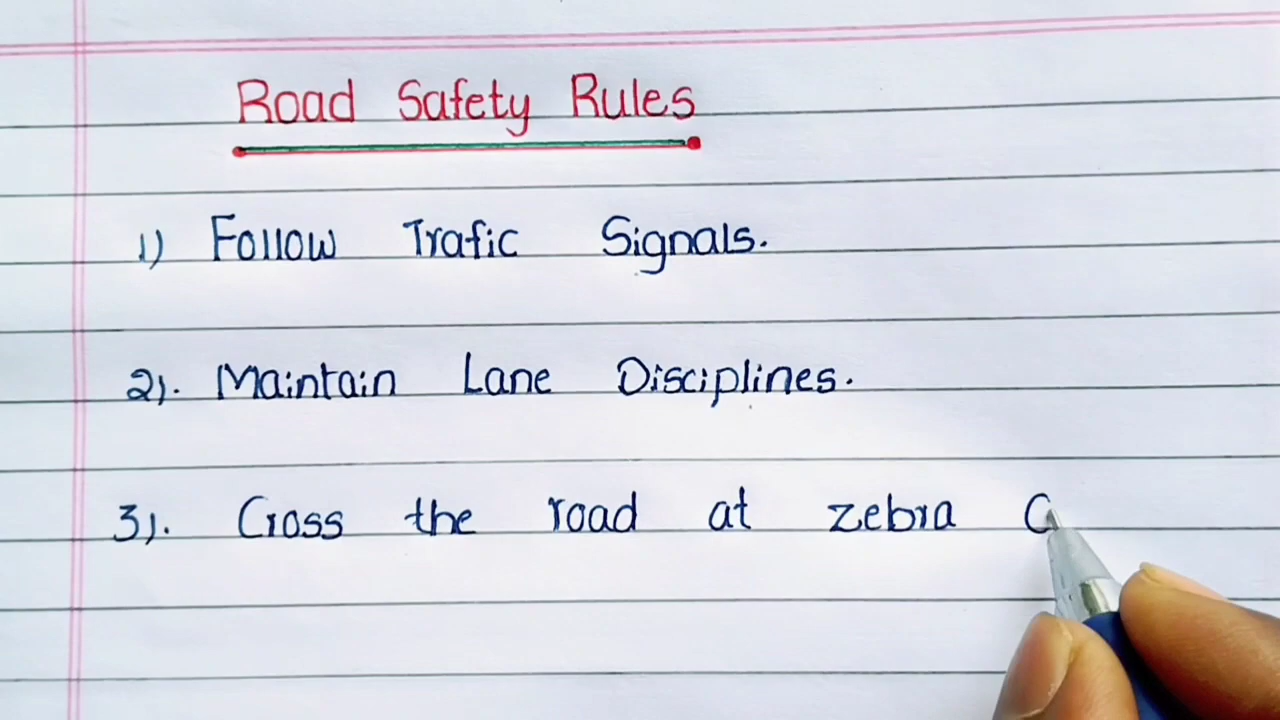 Road Safety Rules
1) Follow Trafic Signals.
2). Maintain Lane Disciplines.
3). Cross the road at zebra C